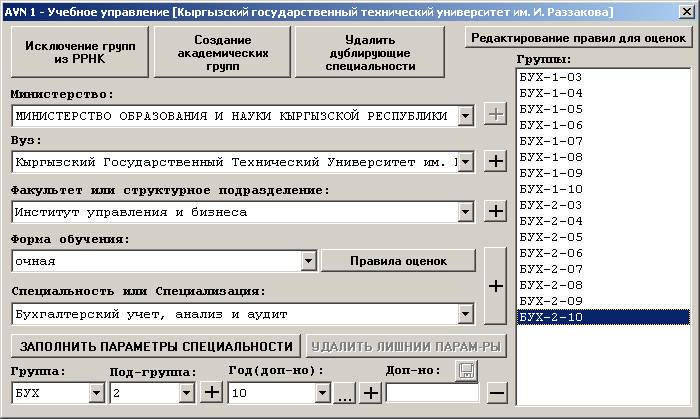 AVN 1 - Учебное управление [Кыргызский государственный технический университет им. И. Раззакова]
Исключение групп
из РРНК
Создание
академических
групп
Удалить
дублирующие
специальности
Редактирование правил для оценок
Министерство:
МИНИСТЕРСТВО ОБРАЗОВАНИЯ И НАУКИ КЫРГЫЗСКОЙ РЕСПУБЛИКИ
Вуз:
Кыргызский Государственный Технический Университет им.
Факультет или структурное подразделение:
Институт управления и бизнеса
Форма обучения:
очная
Правила оценок
Специальность или Специализация:
Бухгалтерский учет, анализ и аудит
ЗАПОЛНИТЬ ПАРАМЕТРЫ СПЕЦИАЛЬНОСТИ
УДАЛИТЬ ЛИШНИИ ПАРАМ-РЫ
Группа:
Под-группа:
Год(доп-но):
Доп-но:
БУХ
2
+
10
...
+
Группы:
БУХ-1-03
БУХ-1-04
БУХ-1-05
БУХ-1-06
БУХ-1-07
БУХ-1-08
БУХ-1-09
БУХ-1-10
БУХ-2-03
БУХ-2-04
БУХ-2-05
БУХ-2-06
БУХ-2-07
БУХ-2-08
БУХ-2-09
БУХ-2-10